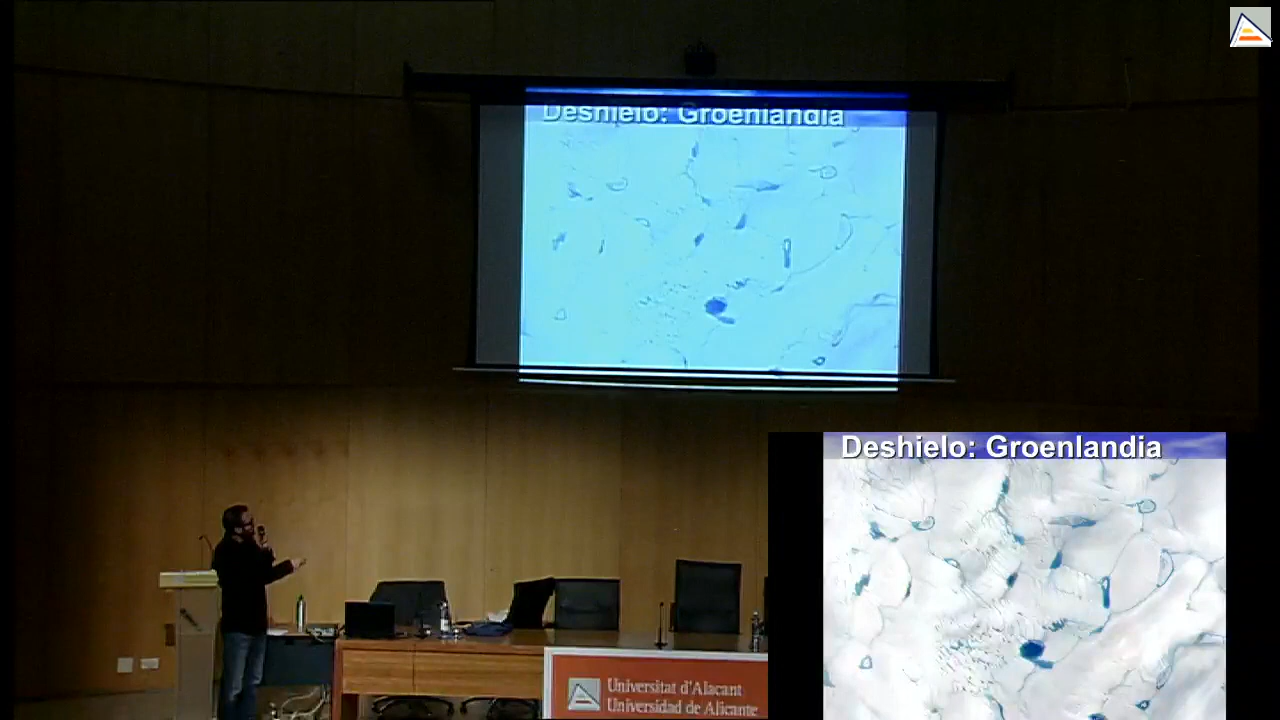 Deshielo: Groenlandia
Deshielo: Groenlandia
Universitat d'Alacant
Universidad de Alicante